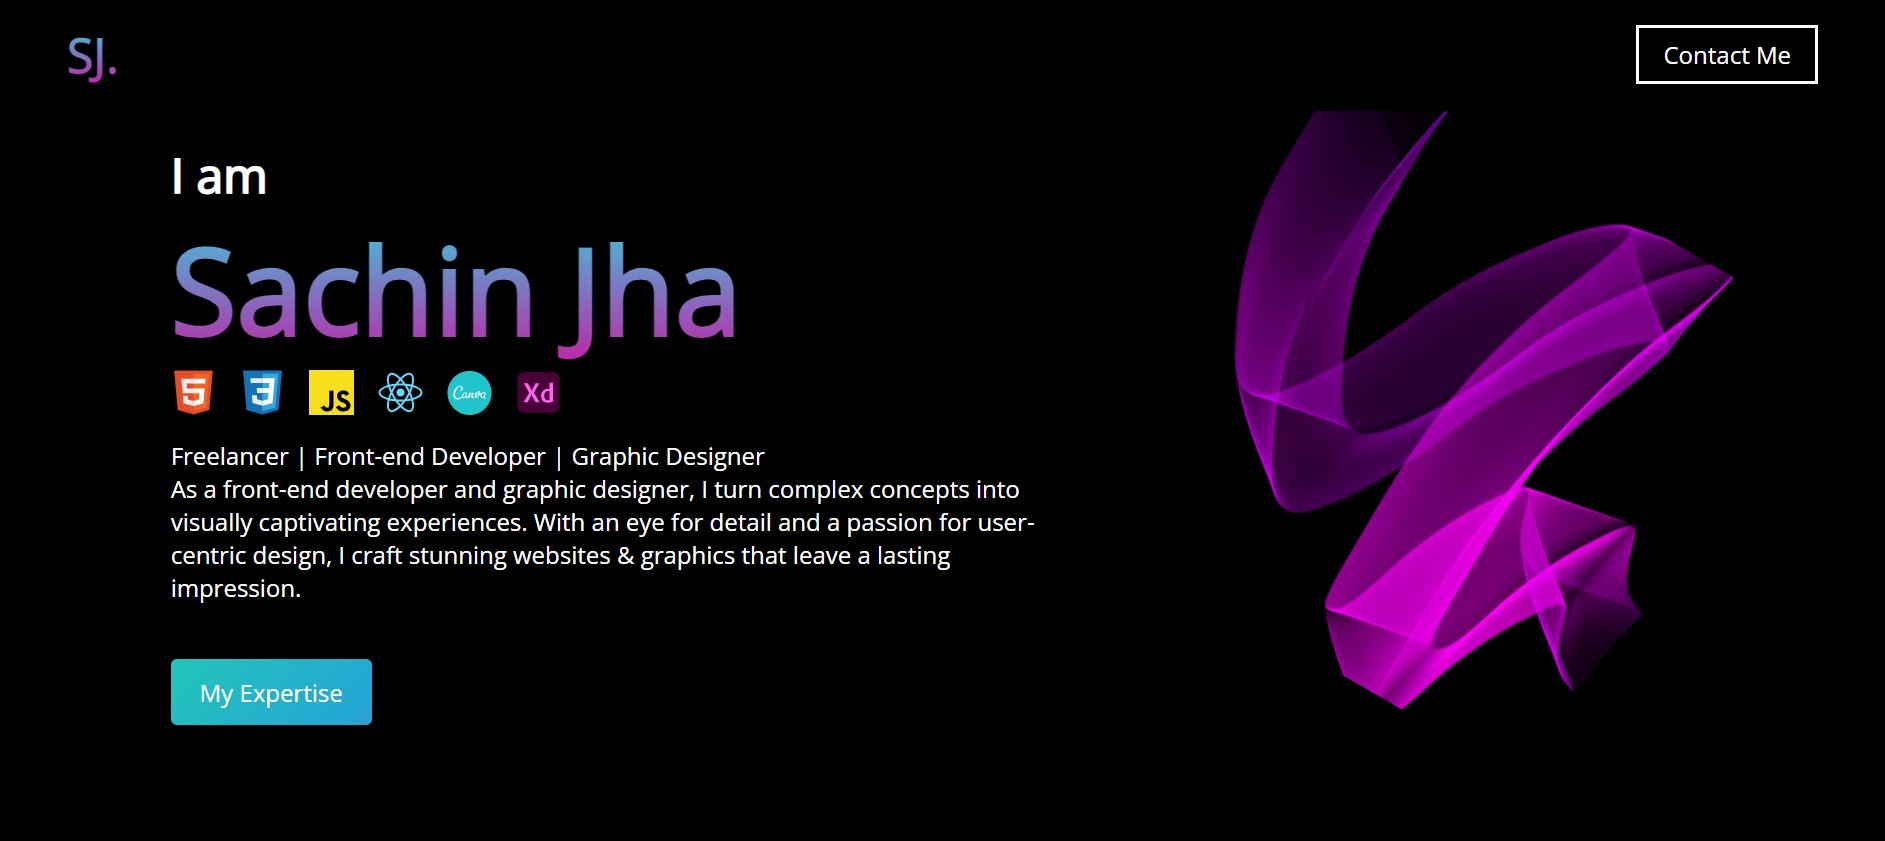 SJ.
Contact Me
I am
Sachin Jha
5
3
JS
Canva
Xd
Freelancer | Front-end Developer | Graphic Designer
As a front-end developer and graphic designer, I turn complex concepts into
visually captivating experiences. With an eye for detail and a passion for user-
centric design, I craft stunning websites & graphics that leave a lasting
impression.
My Expertise